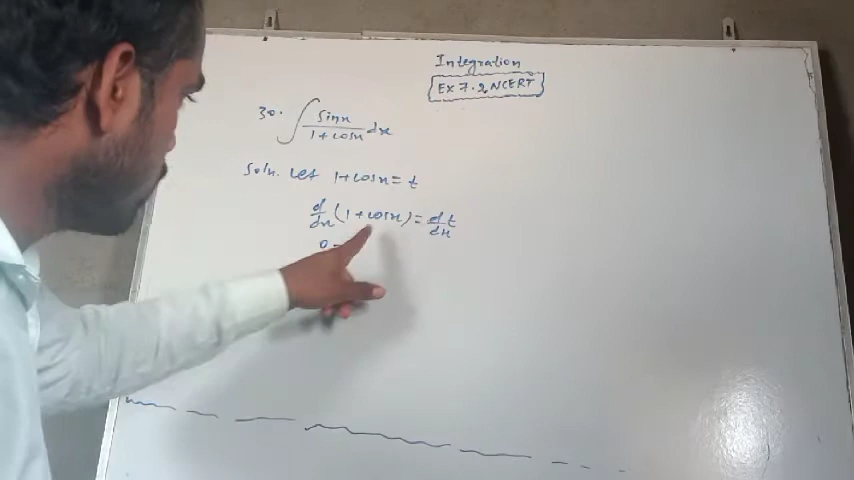 Integration
Ex 7.2 NCERT
30. ∫ sinx / 1+cosx dx
Soln. Let 1+cosx = t
d/dx (1+cosx) = dt/dx
0 -